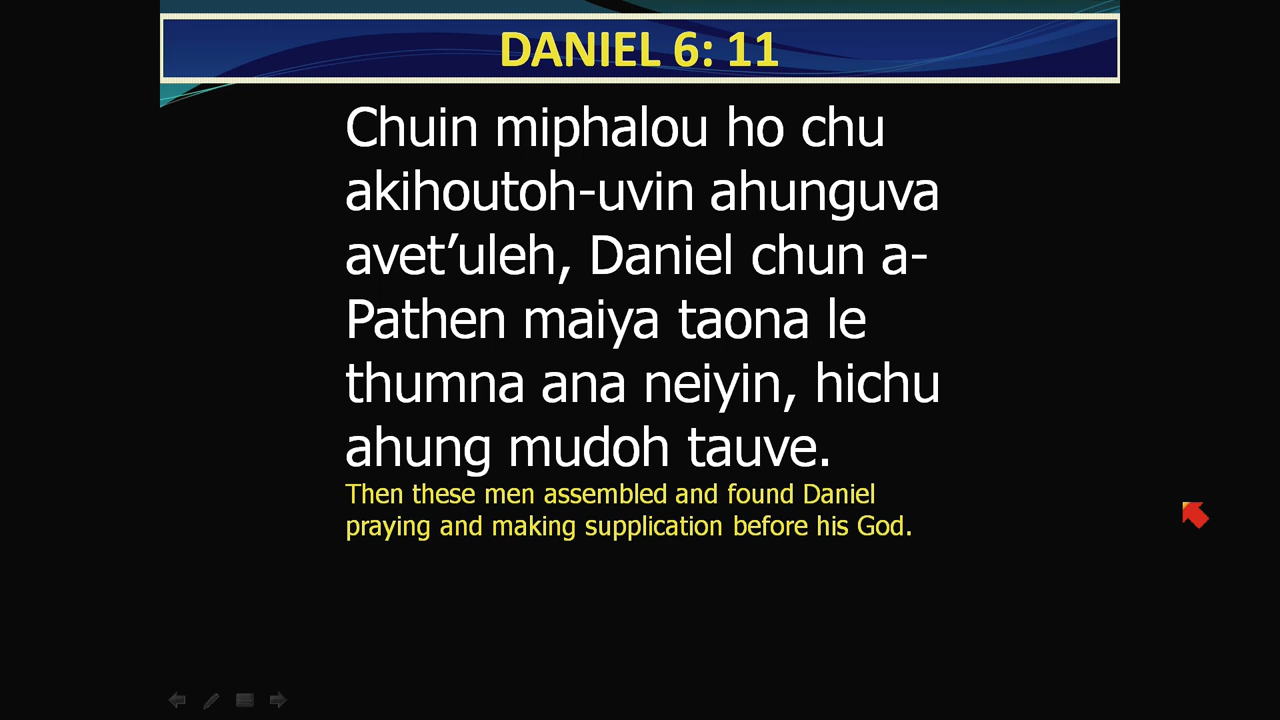 DANIEL 6: 11
Chuin miphalou ho chu
akihoutoh-uvin ahunguva
avet’uleh, Daniel chun a-
Pathen maiya taona le
thumna ana neiyin, hichu
ahung mudoh tauve.
Then these men assembled and found Daniel
praying and making supplication before his God.